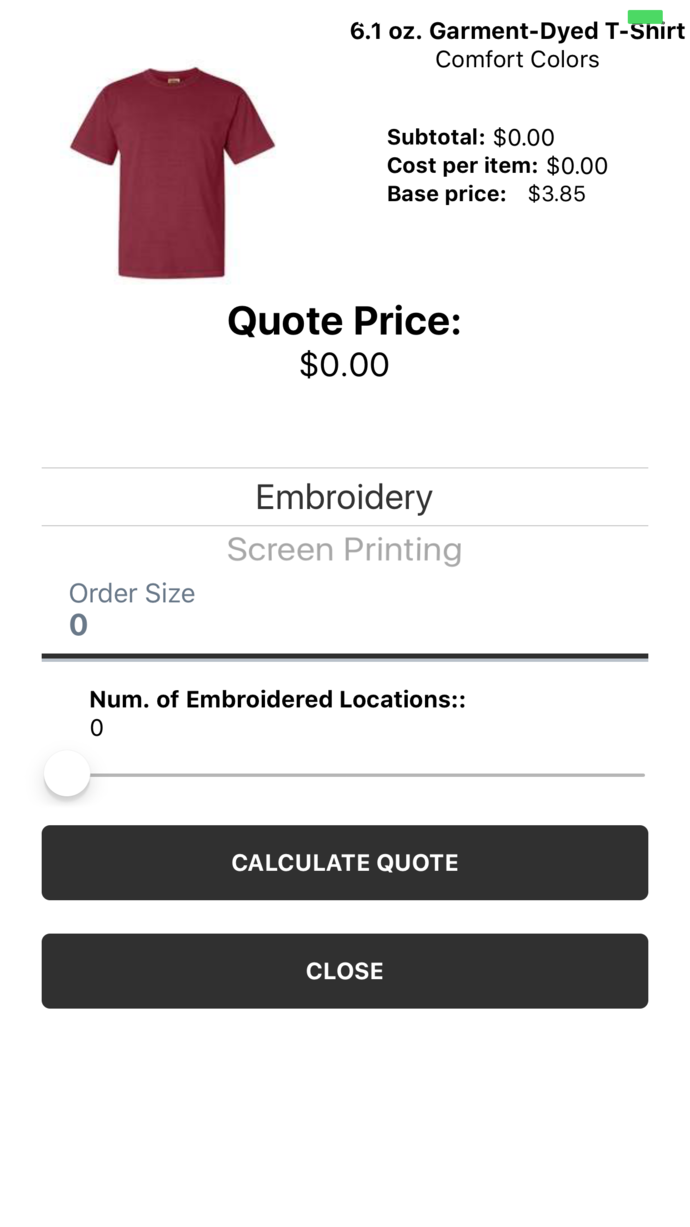 6.1 oz. Garment-Dyed T-Shirt
Comfort Colors
Subtotal: $0.00
Cost per item: $0.00
Base price: $3.85
Quote Price:
$0.00
Embroidery
Screen Printing
Order Size
0
Num. of Embroidered Locations::
0
CALCULATE QUOTE
CLOSE